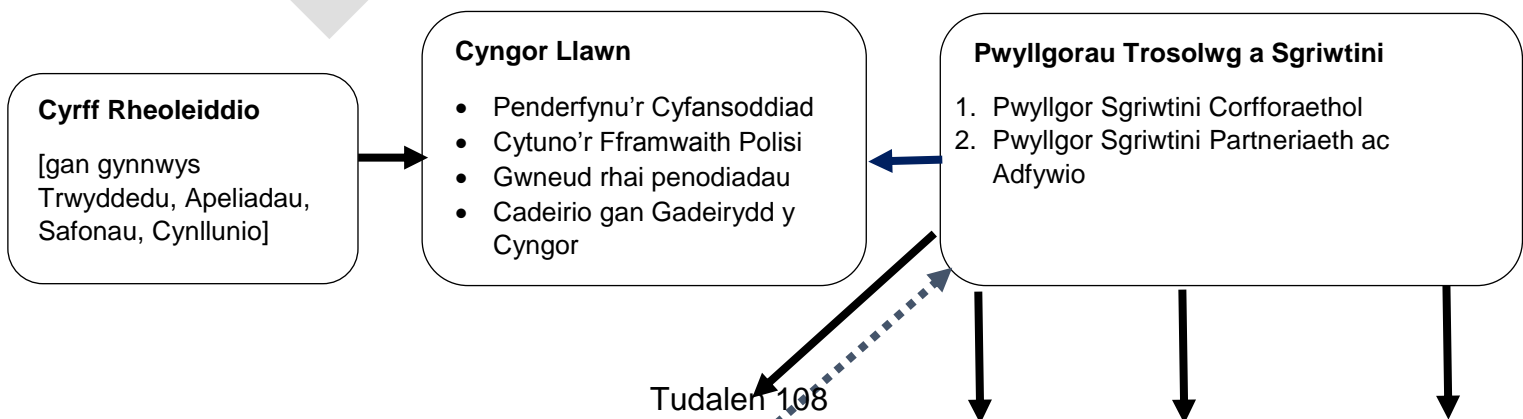 Cyrff Rheoleiddio
[gan gynnwys
Trwyddedu, Apeliadau,
Safonau, Cynllunio]
Cyngor Llawn
• Penderfynu’r Cyfansoddiad
• Cytuno’r Fframwaith Polisi
• Gwneud rhai penodiadau
• Cadeirio gan Gadeirydd y
Cyngor
Pwyllgorau Trosolwg a Sgriwtini
1. Pwyllgor Sgriwtini Corfforaethol
2. Pwyllgor Sgriwtini Partneriaeth ac
Adfywio
Tudalen 108